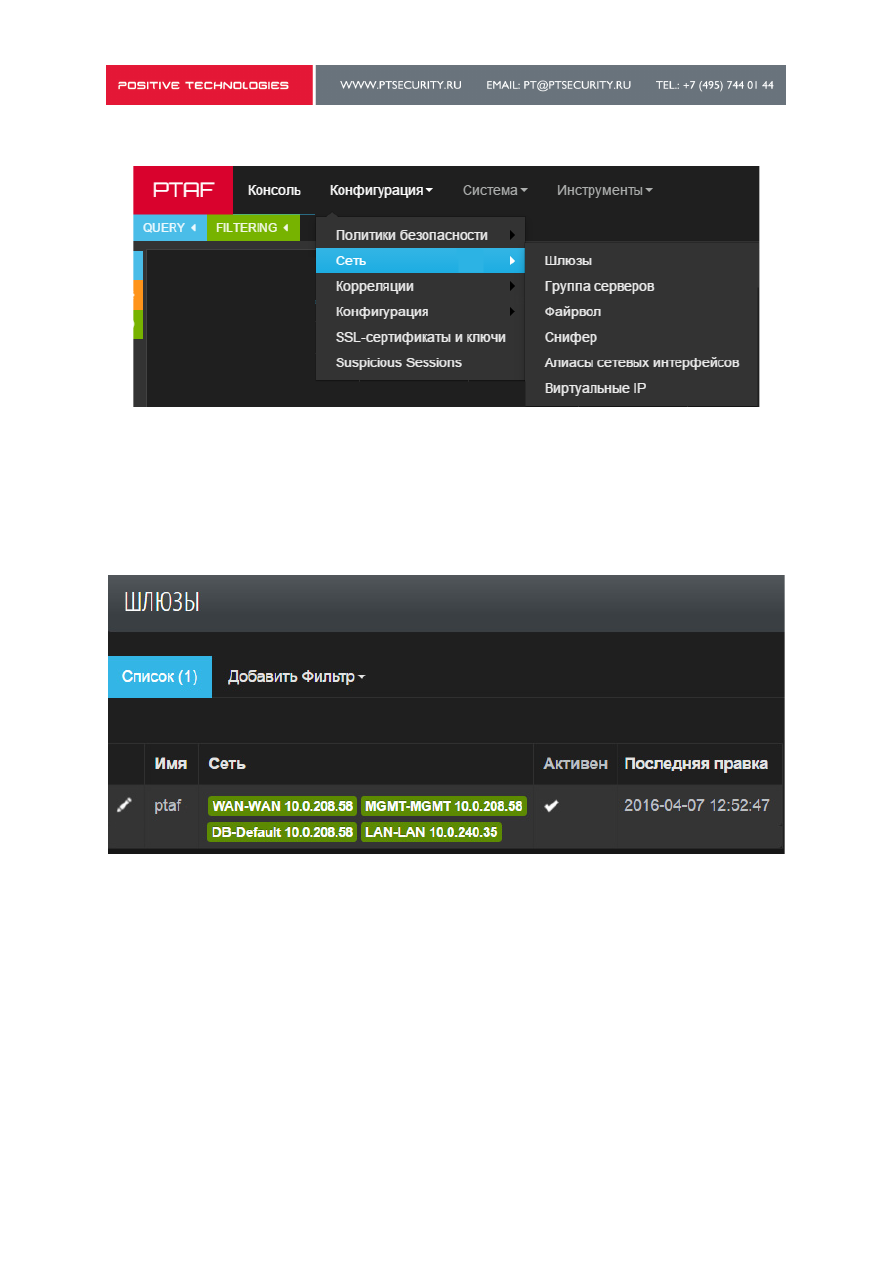 POSITIVE TECHNOLOGIES WWW.PTSECURITY.RU EMAIL: PT@PTSECURITY.RU TEL.: +7 (495) 744 01 44
PTAF Консоль Конфигурация Система Инструменты
QUERY FILTERING
Политики безопасности
Сеть
Корреляции
Конфигурация
SSL-сертификаты и ключи
Suspicious Sessions
Шлюзы
Группа серверов
Файрвол
Снифер
Алиасы сетевых интерфейсов
Виртуальные IP
ШЛЮЗЫ
Список (1) Добавить Фильтр
Имя Сеть Активен Последняя правка
ptaf WAN-WAN 10.0.208.58 MGMT-MGMT 10.0.208.58 2016-04-07 12:52:47
DB-Default 10.0.208.58 LAN-LAN 10.0.240.35